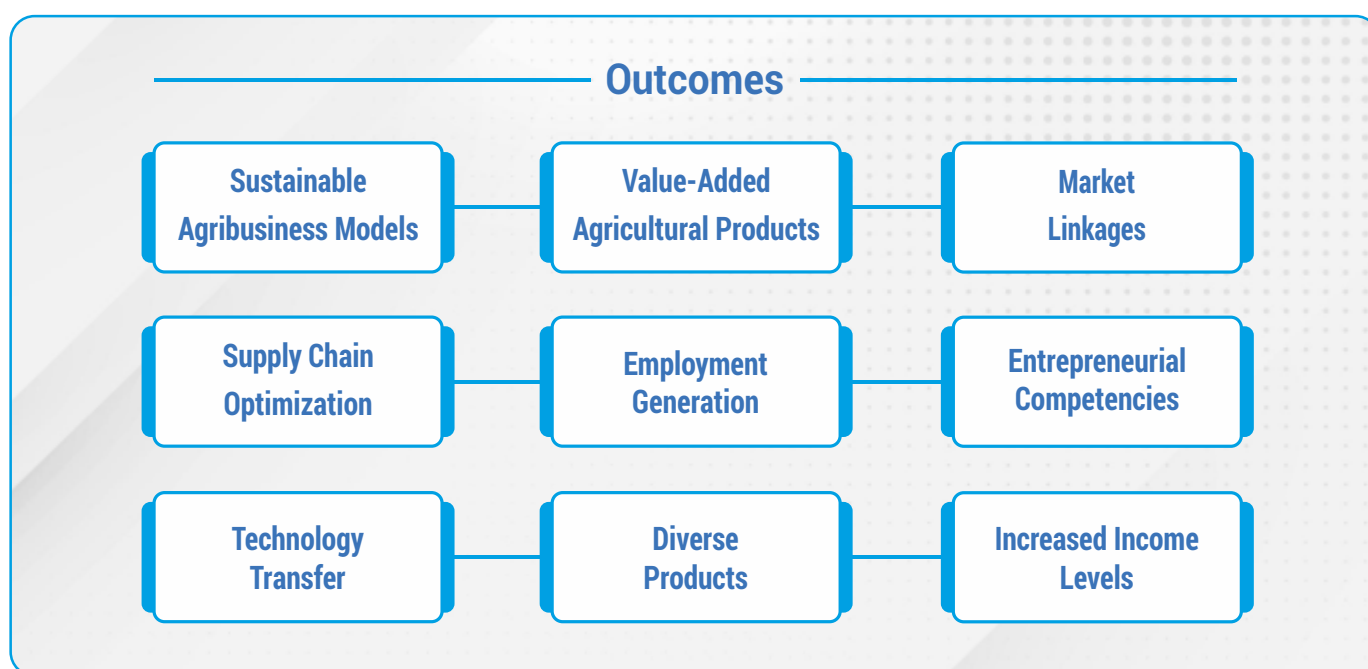 Outcomes
Sustainable
Agribusiness Models
Value-Added
Agricultural Products
Market
Linkages
Supply Chain
Optimization
Employment
Generation
Entrepreneurial
Competencies
Technology
Transfer
Diverse
Products
Increased Income
Levels